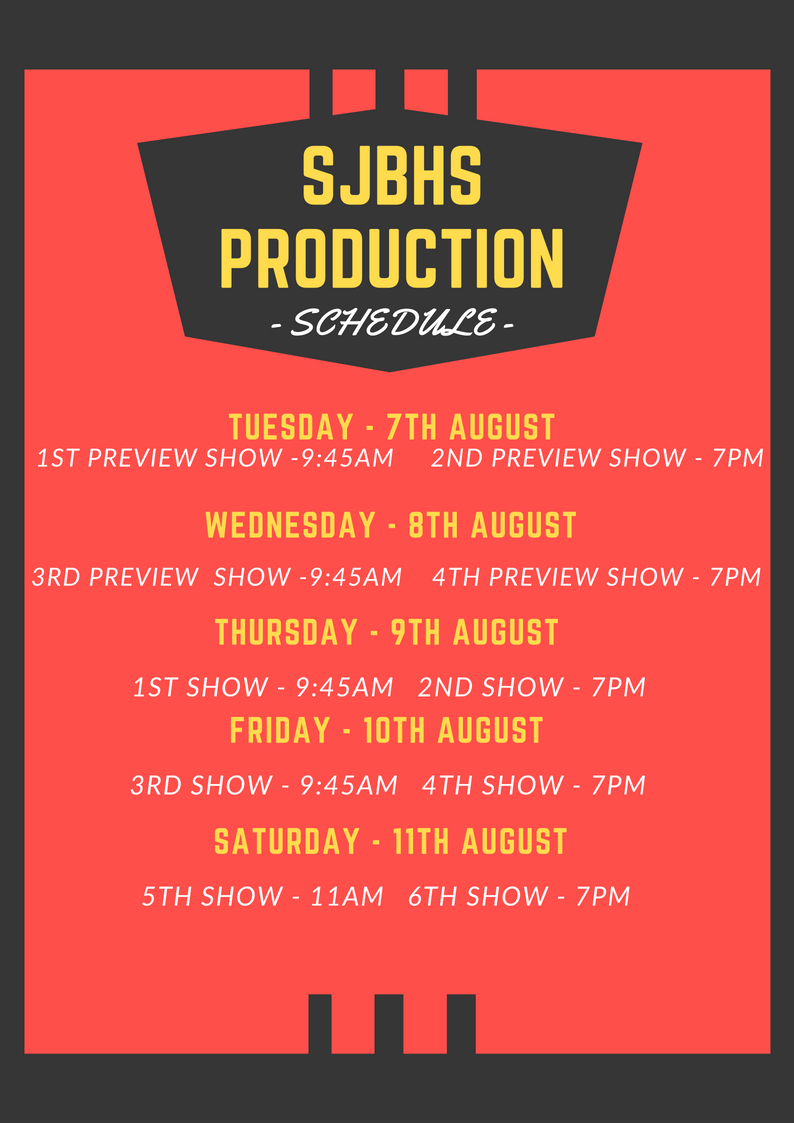 SJBHS
PRODUCTION
- SCHEDULE -
TUESDAY - 7TH AUGUST
1ST PREVIEW SHOW -9:45AM 2ND PREVIEW SHOW - 7PM
WEDNESDAY - 8TH AUGUST
3RD PREVIEW SHOW -9:45AM 4TH PREVIEW SHOW - 7PM
THURSDAY - 9TH AUGUST
1ST SHOW - 9:45AM 2ND SHOW - 7PM
FRIDAY - 10TH AUGUST
3RD SHOW - 9:45AM 4TH SHOW - 7PM
SATURDAY - 11TH AUGUST
5TH SHOW - 11AM 6TH SHOW - 7PM